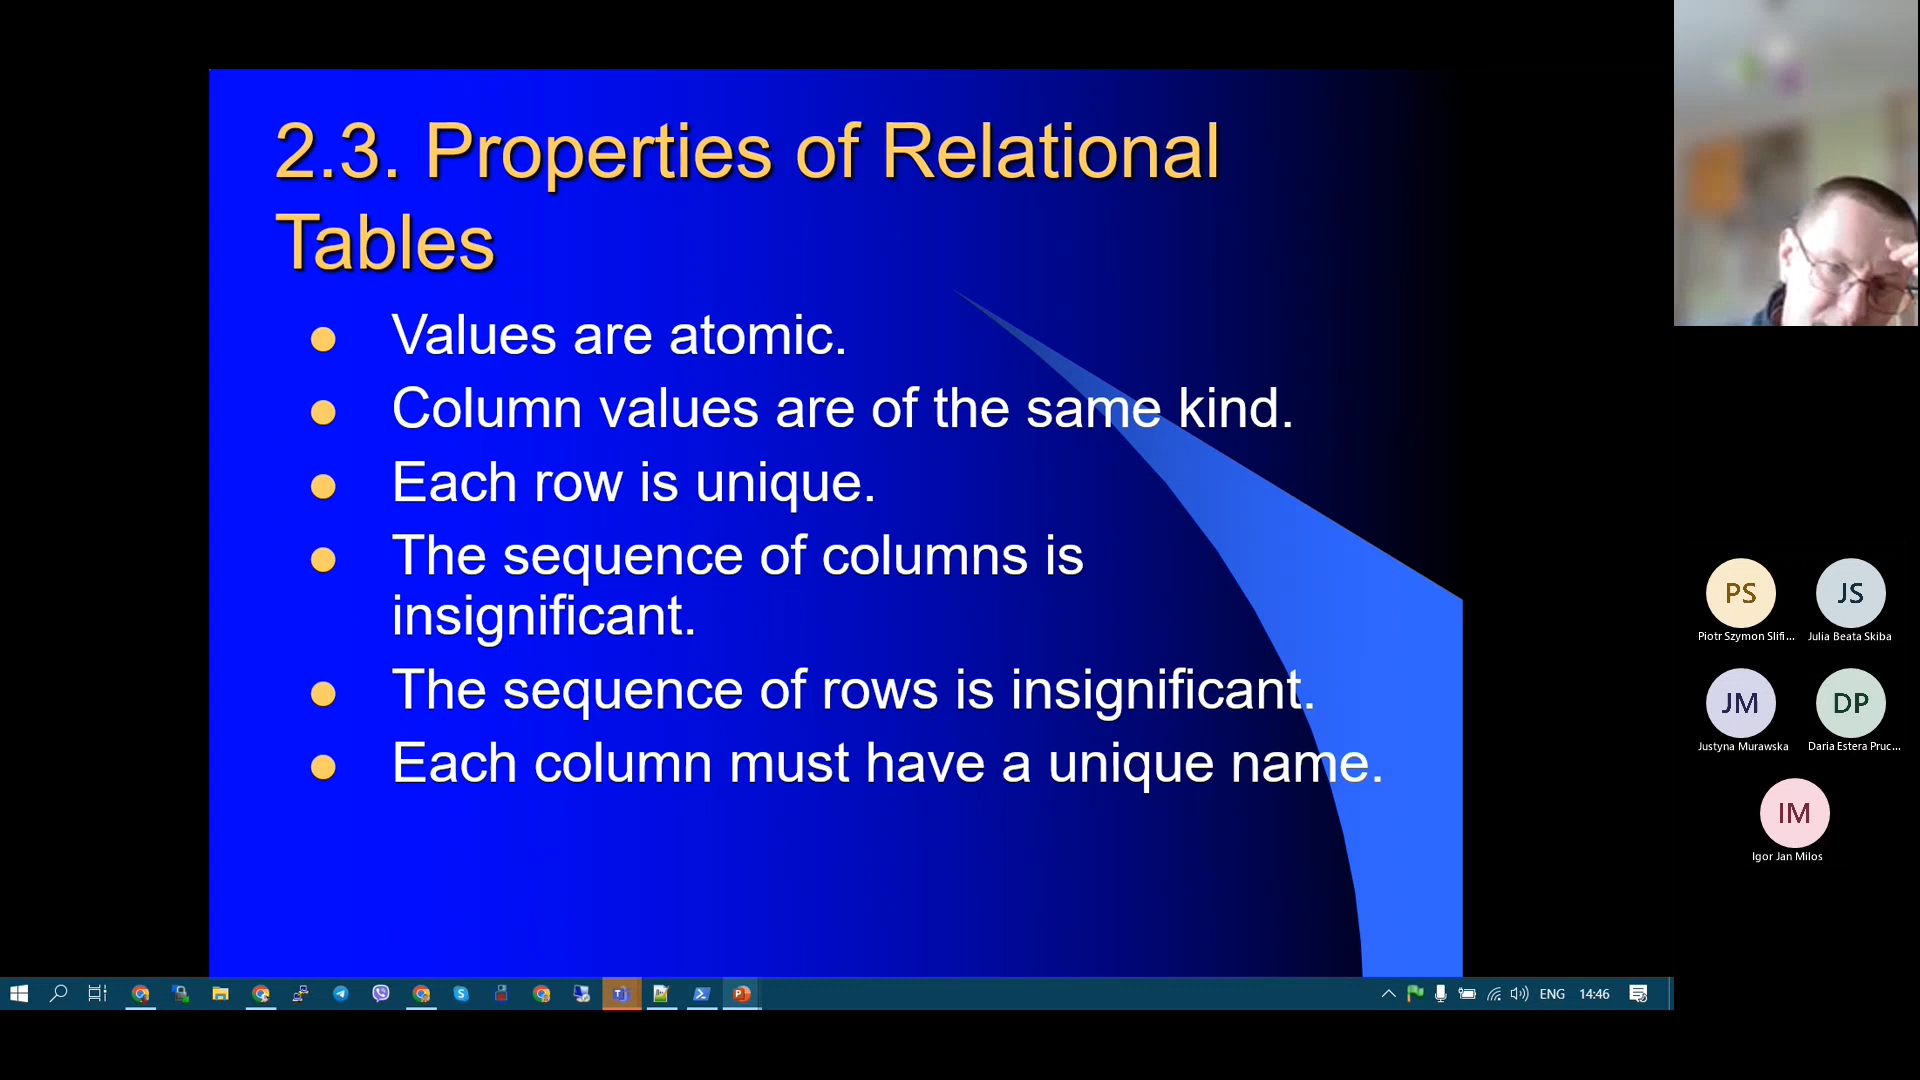 2.3. Properties of Relational
Tables
Values are atomic.
Column values are of the same kind.
Each row is unique.
The sequence of columns is
insignificant.
The sequence of rows is insignificant.
Each column must have a unique name.
PS
JS
Piotr Szymon Slifi...
Julia Beata Skiba
JM
DP
Justyna Murawska
Daria Estera Pruc...
IM
Igor Jan Milos
ENG
14:46